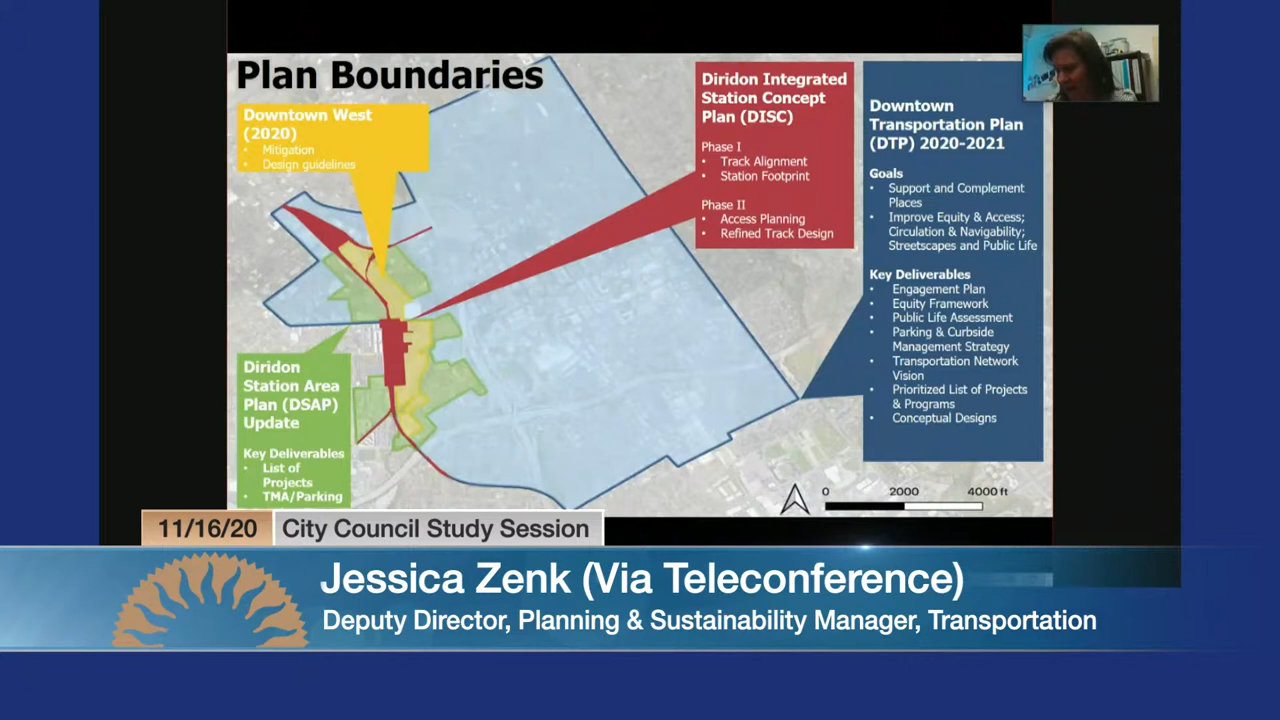 Plan Boundaries
Downtown West
(2020)
• Mitigation
• Design guidelines
Diridon Integrated
Station Concept
Plan (DISC)
Phase I
• Track Alignment
• Station Footprint
Phase II
• Access Planning
• Refined Track Design
Downtown
Transportation Plan
(DTP) 2020-2021
Goals
• Support and Complement
Places
• Improve Equity & Access;
Circulation & Navigability;
Streetscapes and Public Life
Key Deliverables
• Engagement Plan
• Equity Framework
• Public Life Assessment
• Parking & Curbside
Management Strategy
• Transportation Network
Vision
• Prioritized List of Projects
& Programs
• Conceptual Designs
Diridon
Station Area
Plan (DSAP)
Update
Key Deliverables
• List of
Projects
• TMA/Parking
0 2000 4000 ft
11/16/20 City Council Study Session
Jessica Zenk (Via Teleconference)
Deputy Director, Planning & Sustainability Manager, Transportation